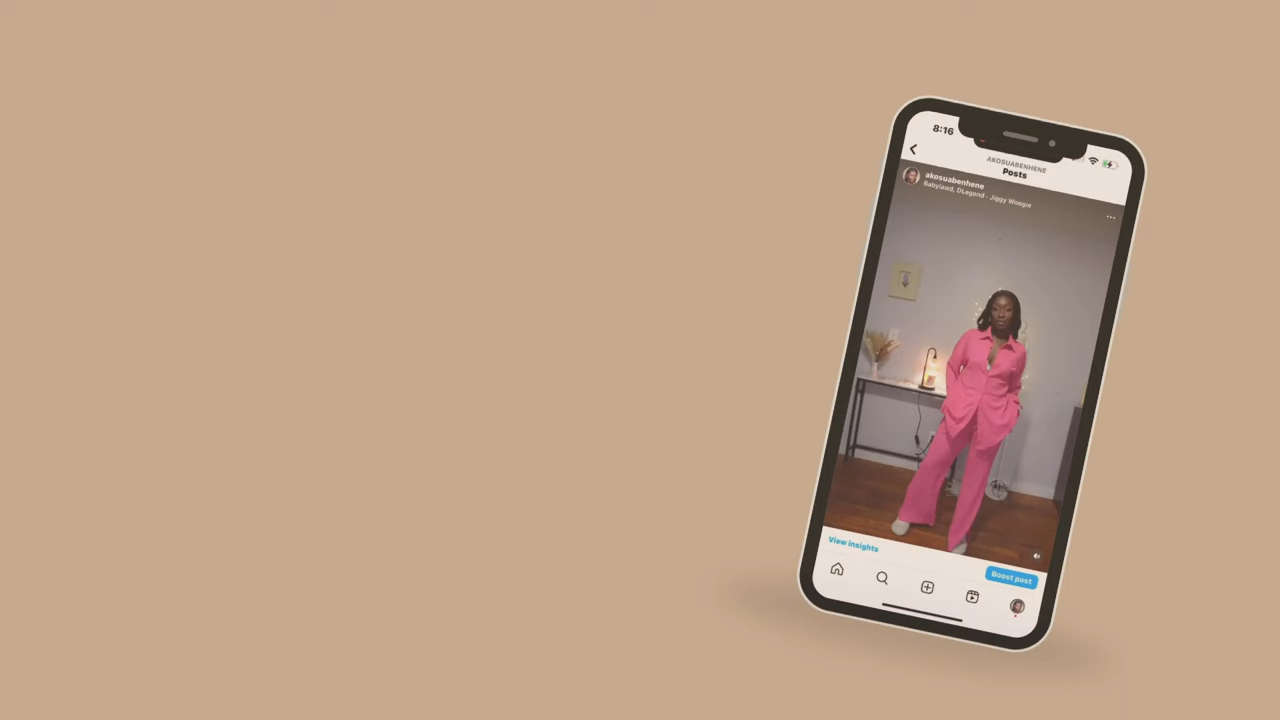 8:16
AKOSUABENHENE
Posts
akosuabenhene
Babylawd, DLegend · Jiggy Woogie
View insights
Boost post